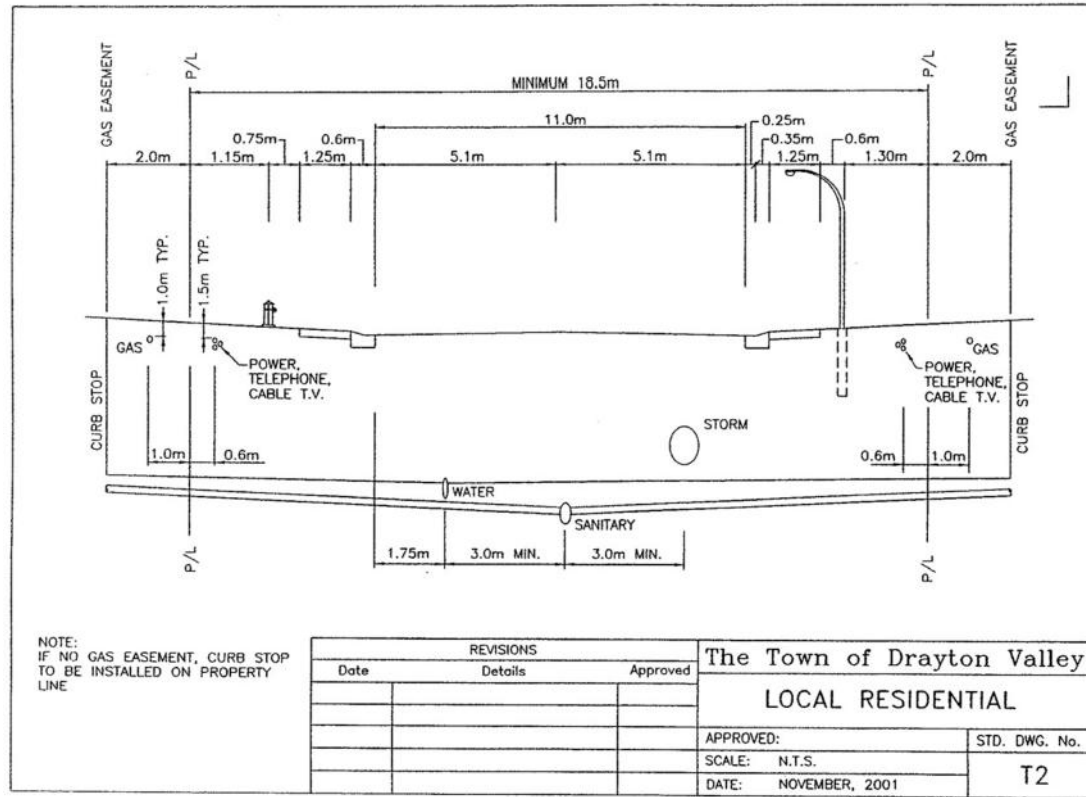 GAS EASEMENT
P/L
MINIMUM 18.5m
P/L
GAS EASEMENT
11.0m
0.25m
0.75m
0.6m
0.35m
0.6m
2.0m
1.15m
1.25m
5.1m
5.1m
1.25m
1.30m
2.0m
1.0m TYP.
1.5m TYP.
GAS
POWER,
TELEPHONE,
CABLE T.V.
GAS
POWER,
TELEPHONE,
CABLE T.V.
CURB STOP
CURB STOP
STORM
1.0m
0.6m
0.6m
1.0m
WATER
SANITARY
1.75m
3.0m MIN.
3.0m MIN.
P/L
P/L
NOTE:
IF NO GAS EASEMENT, CURB STOP
TO BE INSTALLED ON PROPERTY
LINE
REVISIONS
Date Details Approved
The Town of Drayton Valley
LOCAL RESIDENTIAL
APPROVED:
SCALE: N.T.S.
DATE: NOVEMBER, 2001
STD. DWG. No.
T2